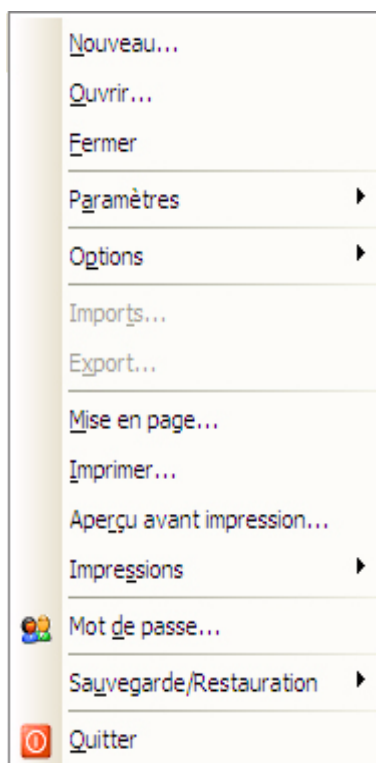 Nouveau...
Ouvrir...
Fermer
Paramètres
Options
Imports...
Export...
Mise en page...
Imprimer...
Aperçu avant impression...
Impressions
Mot de passe...
Sauvegarde/Restauration
Quitter